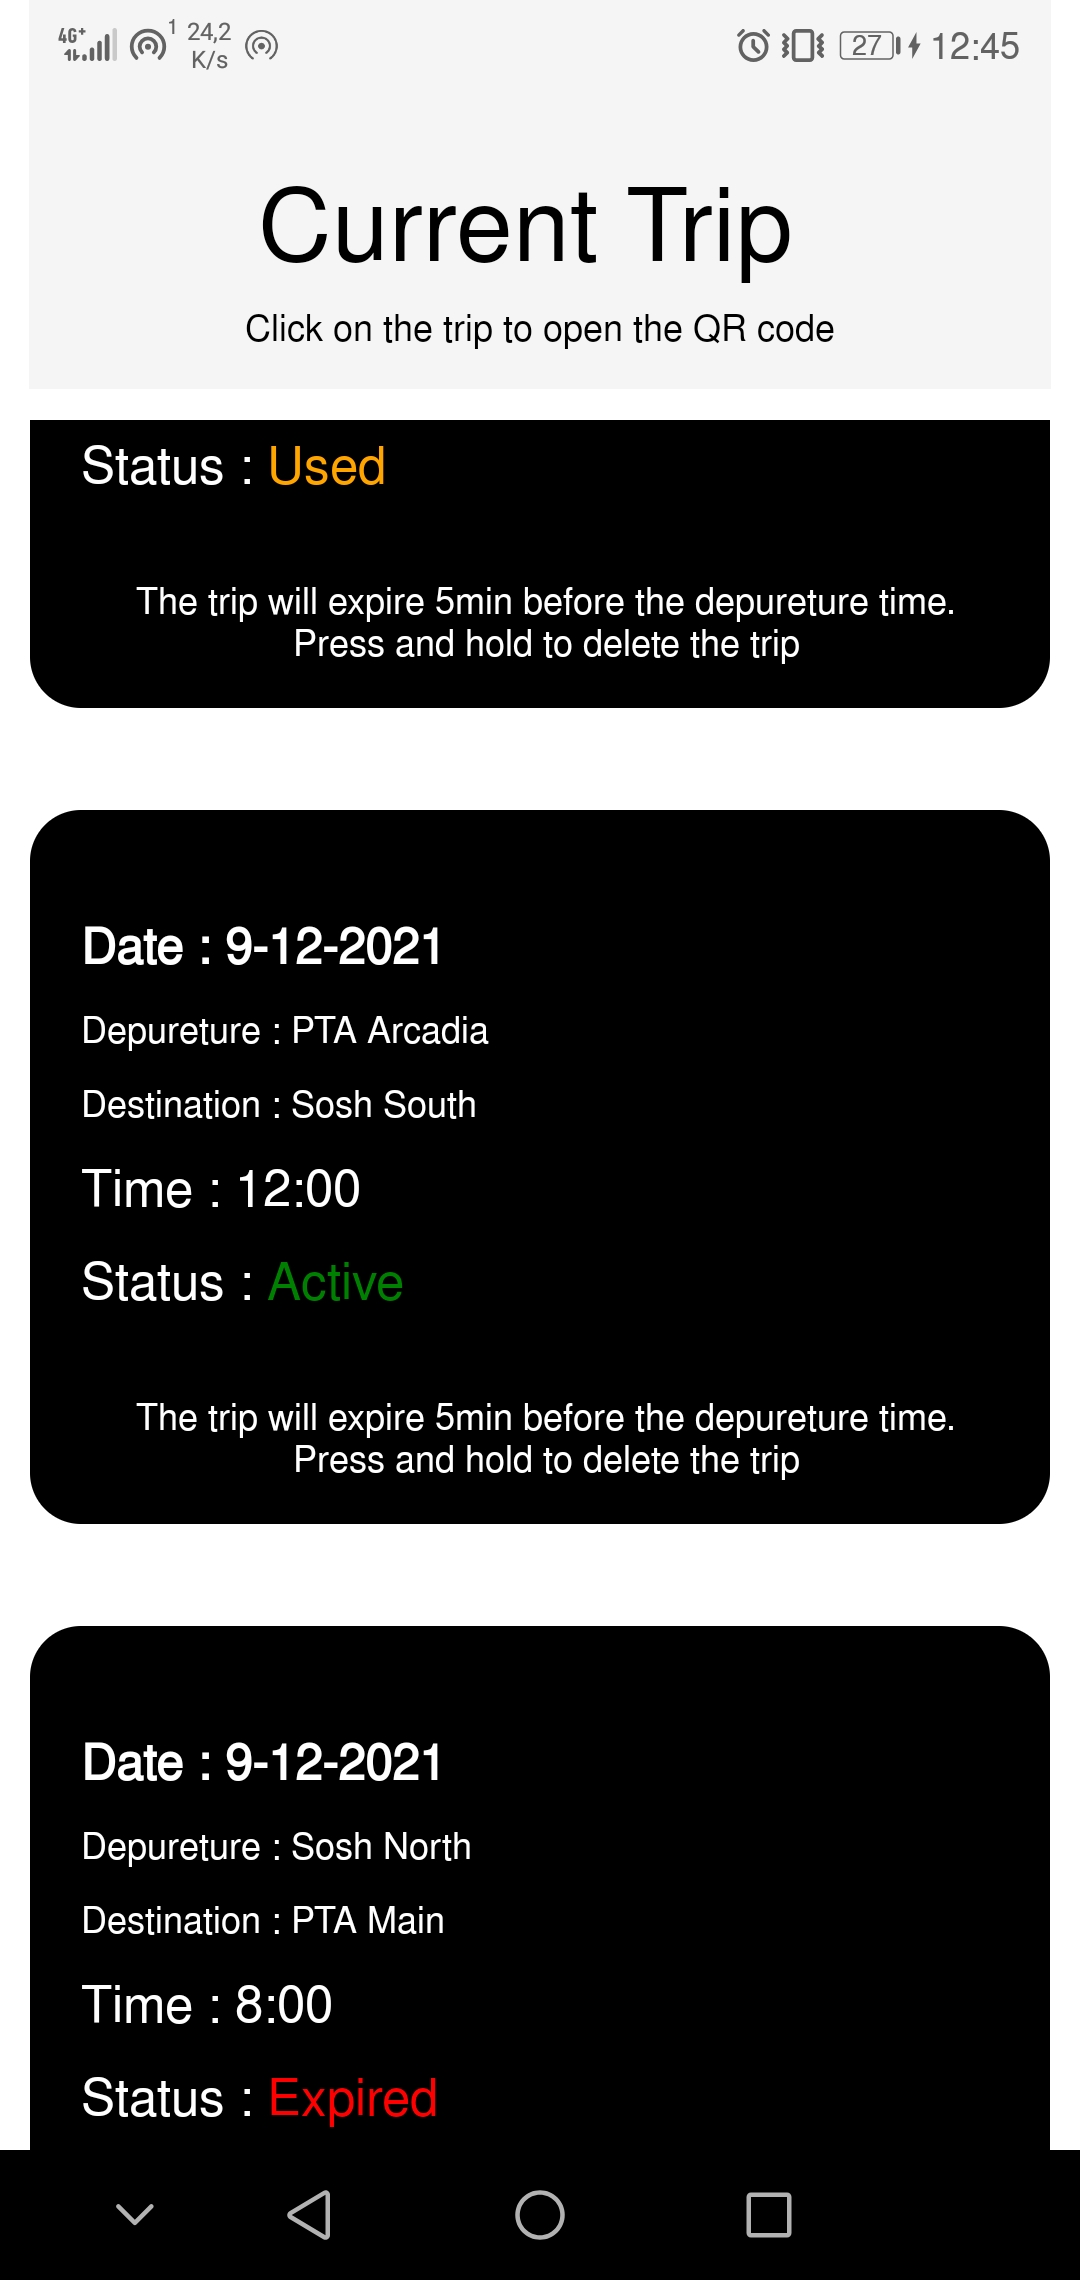 4G+ 1 24,2 K/s 27 12:45
Current Trip
Click on the trip to open the QR code
Status : Used
The trip will expire 5min before the depureture time.
Press and hold to delete the trip
Date : 9-12-2021
Depureture : PTA Arcadia
Destination : Sosh South
Time : 12:00
Status : Active
The trip will expire 5min before the depureture time.
Press and hold to delete the trip
Date : 9-12-2021
Depureture : Sosh North
Destination : PTA Main
Time : 8:00
Status : Expired